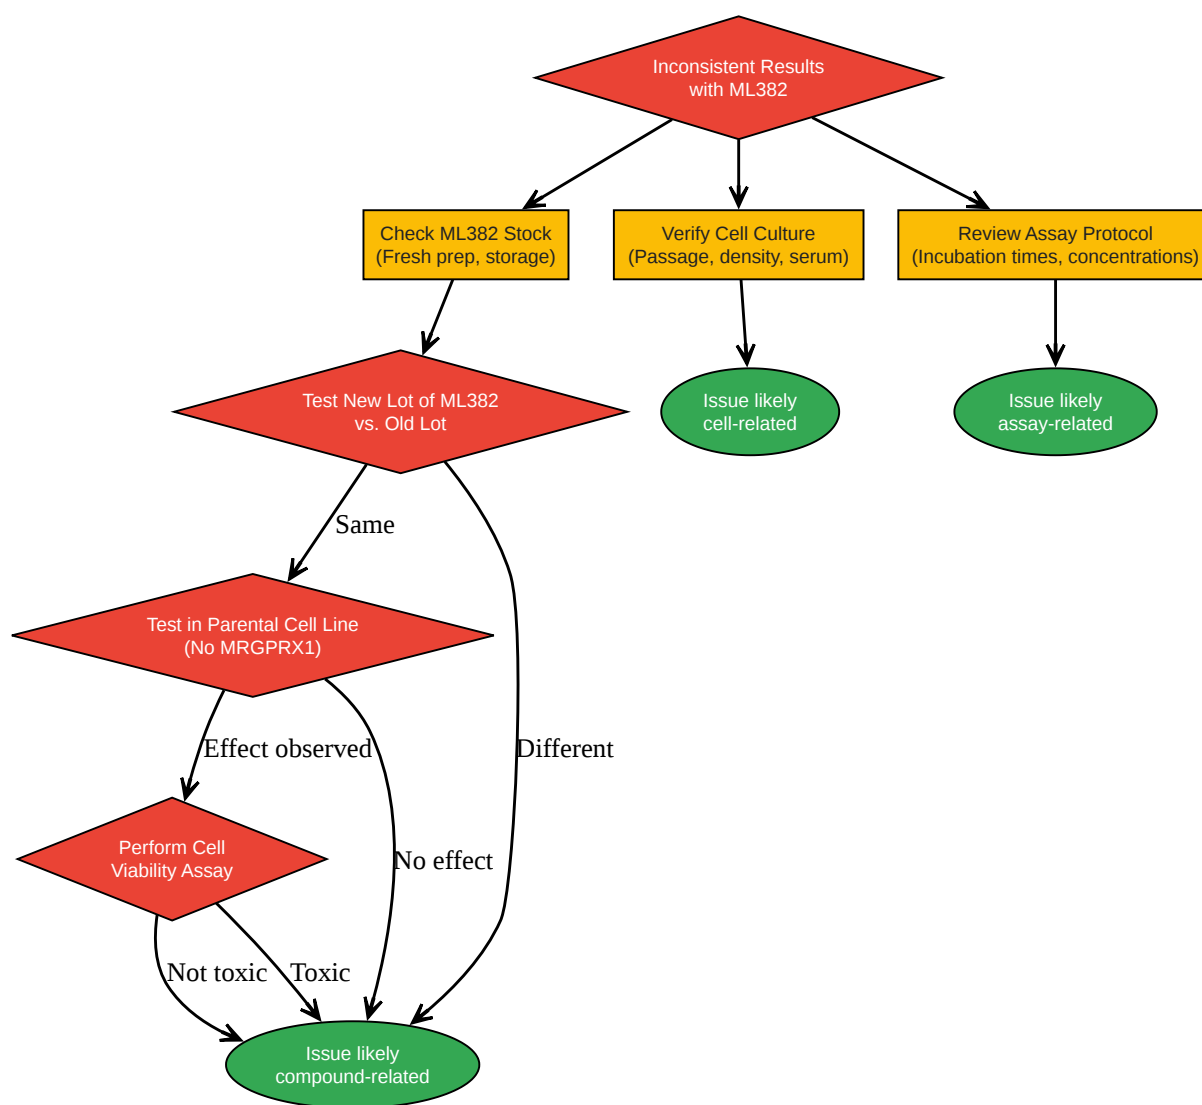 Inconsistent Results
with ML382
Check ML382 Stock
(Fresh prep, storage)
Verify Cell Culture
(Passage, density, serum)
Review Assay Protocol
(Incubation times, concentrations)
Test New Lot of ML382
vs. Old Lot
Issue likely
cell-related
Issue likely
assay-related
Same
Test in Parental Cell Line
(No MRGPRX1)
Effect observed
Different
Perform Cell
Viability Assay
No effect
Not toxic
Toxic
Issue likely
compound-related